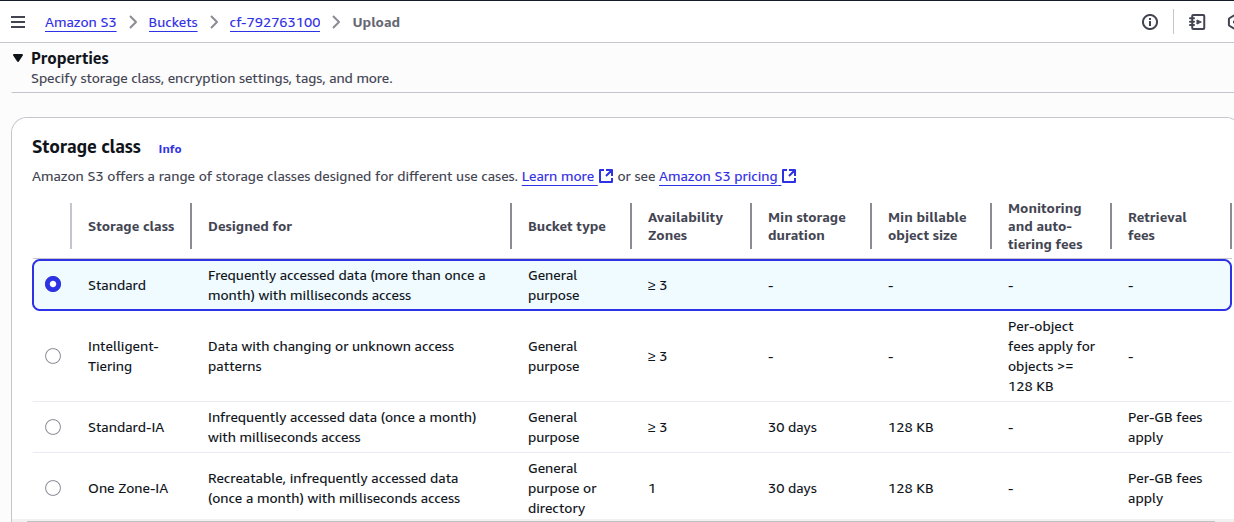 Amazon S3 > Buckets > cf-792763100 > Upload
Properties
Specify storage class, encryption settings, tags, and more.
Storage class Info
Amazon S3 offers a range of storage classes designed for different use cases. Learn more or see Amazon S3 pricing
Storage class
Designed for
Bucket type
Availability
Zones
Min storage
duration
Min billable
object size
Monitoring
and auto-
tiering fees
Retrieval
fees
Standard
Frequently accessed data (more than once a
month) with milliseconds access
General
purpose
≥ 3
-
-
-
-
Intelligent-
Tiering
Data with changing or unknown access
patterns
General
purpose
≥ 3
-
-
Per-object
fees apply for
objects >=
128 KB
-
Standard-IA
Infrequently accessed data (once a month)
with milliseconds access
General
purpose
≥ 3
30 days
128 KB
-
Per-GB fees
apply
One Zone-IA
Recreatable, infrequently accessed data
(once a month) with milliseconds access
General
purpose or
directory
1
30 days
128 KB
-
Per-GB fees
apply